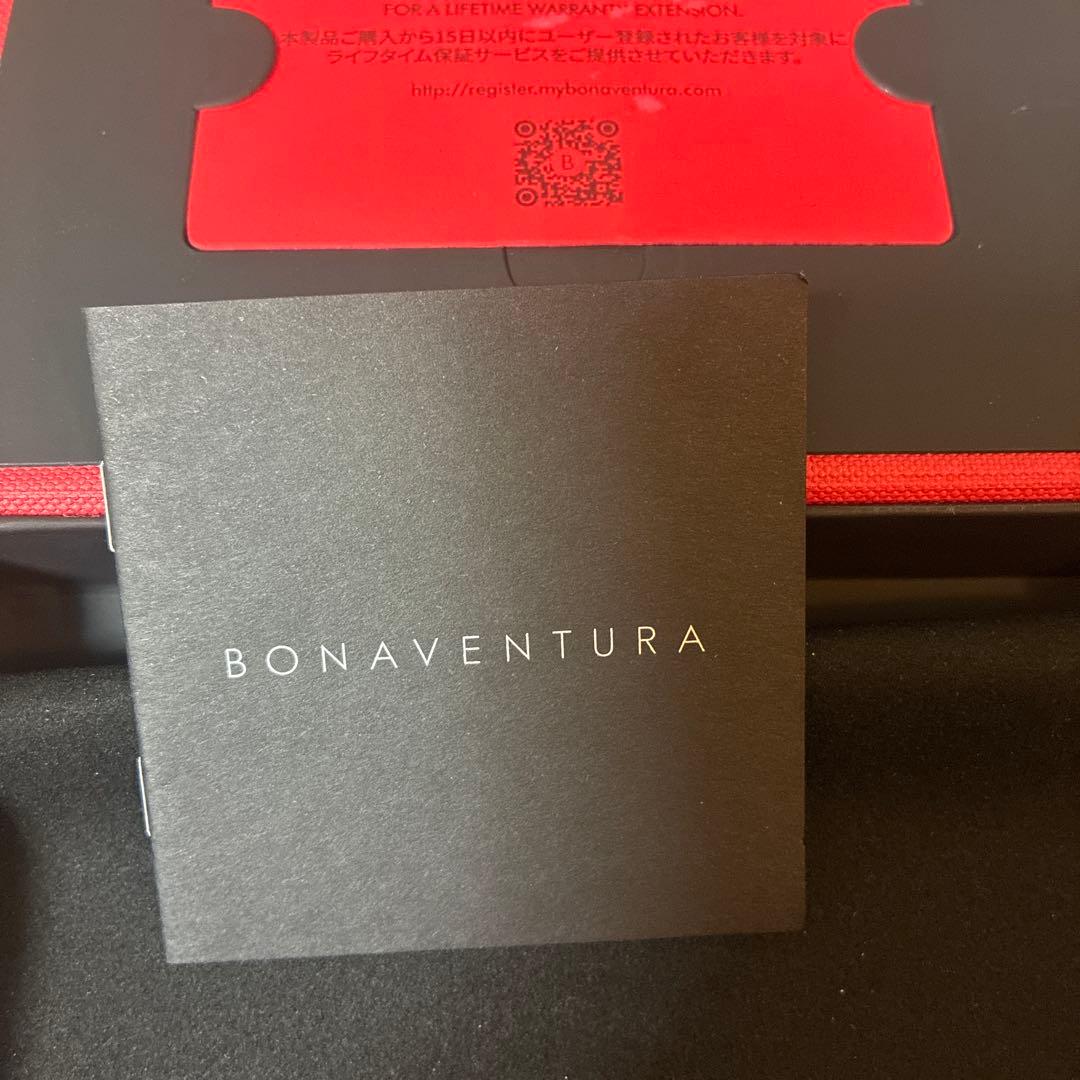 FOR A LIFETIME WARRANTY EXTENSION.
本製品ご購入から15日以内にユーザー登録されたお客様を対象に
ライフタイム保証サービスをご提供させていただきます。
http://register.mybonaventura.com
B
BONAVENTURA